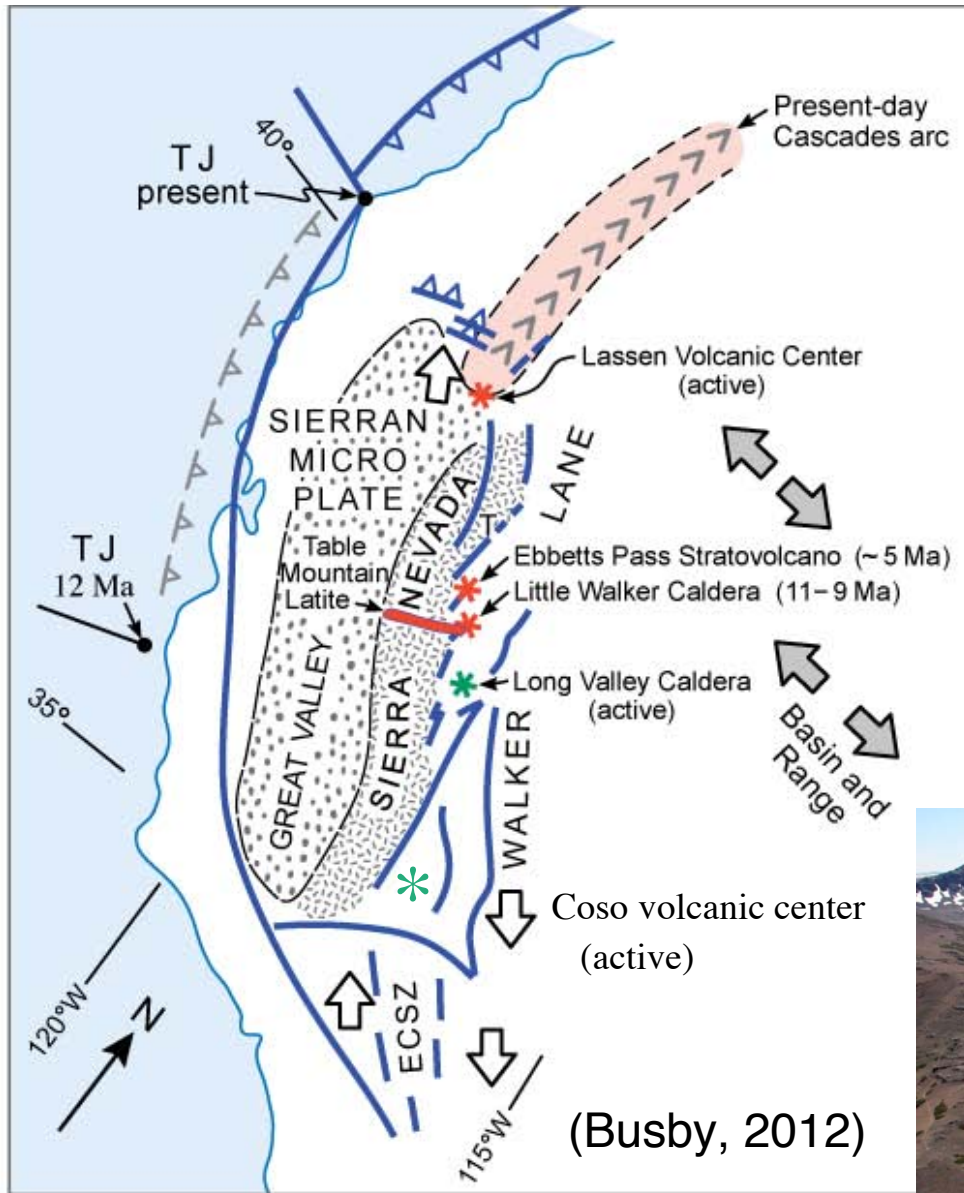 Present-day
Cascades arc
40°
TJ
present
Lassen Volcanic Center
(active)
SIERRAN
MICRO
PLATE
LANE
NEVADA
T
Table
Mountain
Latite
Ebbetts Pass Stratovolcano (~ 5 Ma)
Little Walker Caldera (11– 9 Ma)
TJ
12 Ma
Long Valley Caldera
(active)
35°
GREAT VALLEY
SIERRA
WALKER
Basin and
Range
Coso volcanic center
(active)
120°W
N
ECSZ
115°W
(Busby, 2012)